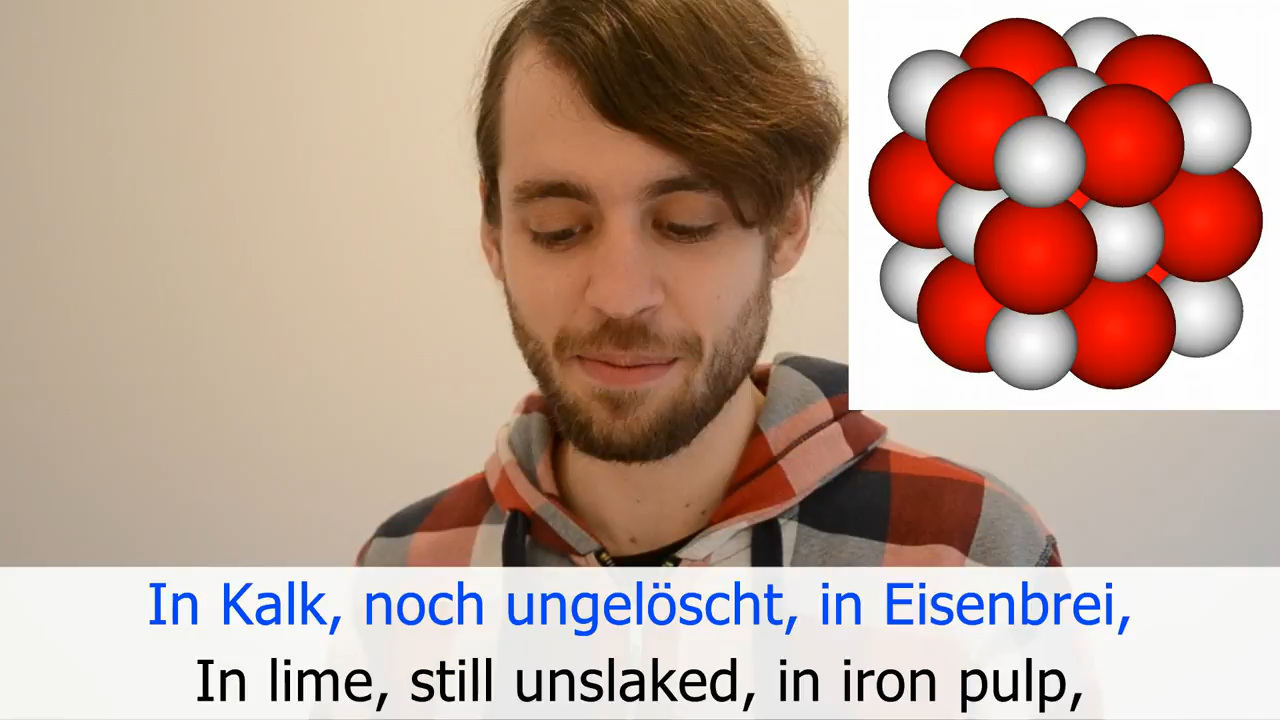 In Kalk, noch ungelöscht, in Eisenbrei,
In lime, still unslaked, in iron pulp,